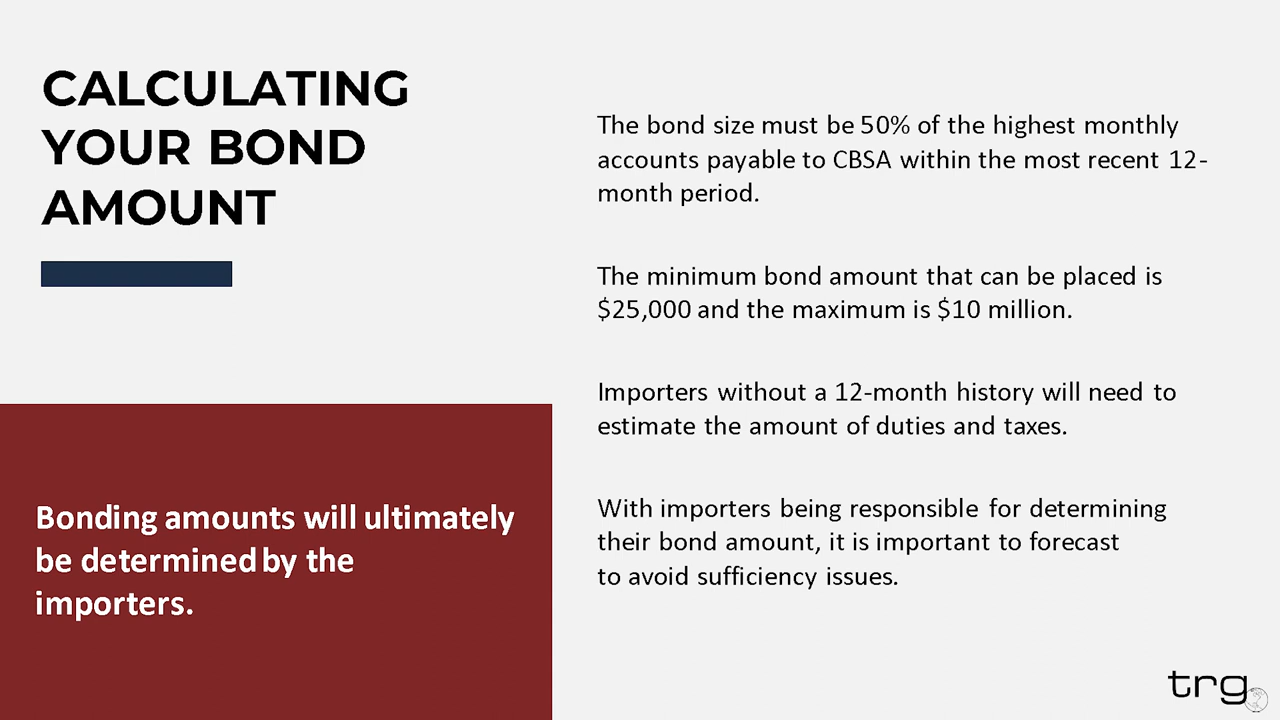 CALCULATING
YOUR BOND
AMOUNT
The bond size must be 50% of the highest monthly
accounts payable to CBSA within the most recent 12-
month period.
The minimum bond amount that can be placed is
$25,000 and the maximum is $10 million.
Importers without a 12-month history will need to
estimate the amount of duties and taxes.
With importers being responsible for determining
their bond amount, it is important to forecast
to avoid sufficiency issues.
Bonding amounts will ultimately
be determined by the
importers.
trg